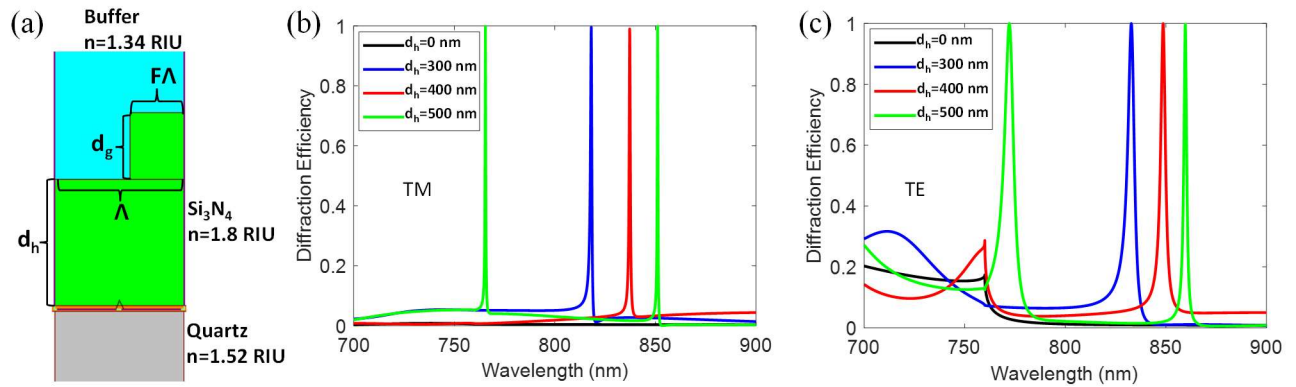 (a)
Buffer
n=1.34 RIU
FΛ
d_g
Λ
d_h
Si₃N₄
n=1.8 RIU
Quartz
n=1.52 RIU
(b)
1
0.8
0.6
0.4
0.2
0
Diffraction Efficiency
d_h=0 nm
d_h=300 nm
d_h=400 nm
d_h=500 nm
TM
700 750 800 850 900
Wavelength (nm)
(c)
1
0.8
0.6
0.4
0.2
0
Diffraction Efficiency
d_h=0 nm
d_h=300 nm
d_h=400 nm
d_h=500 nm
TE
700 750 800 850 900
Wavelength (nm)